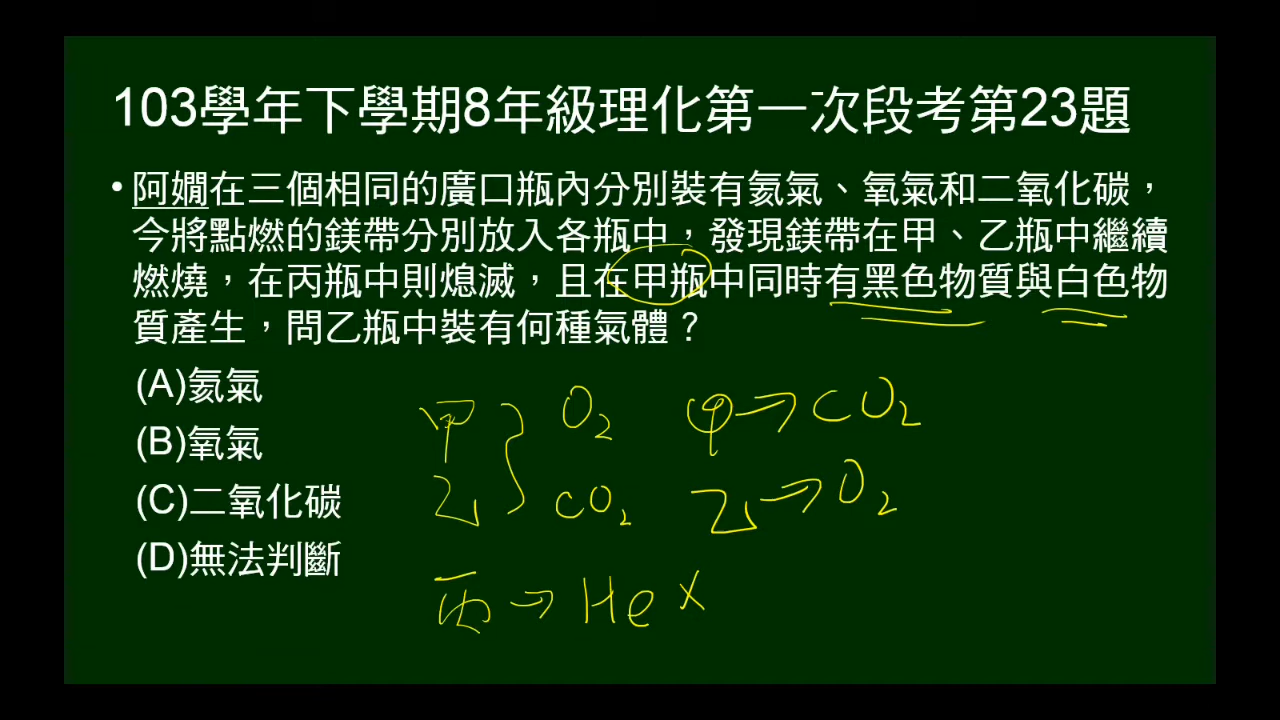 103學年下學期8年級理化第一次段考第23題
•阿嫺在三個相同的廣口瓶內分別裝有氦氣、氧氣和二氧化碳，
今將點燃的鎂帶分別放入各瓶中，發現鎂帶在甲、乙瓶中繼續
燃燒，在丙瓶中則熄滅，且在甲瓶中同時有黑色物質與白色物
質產生，問乙瓶中裝有何種氣體？
(A)氦氣
(B)氧氣
(C)二氧化碳
(D)無法判斷
甲 } O2 甲→CO2
乙 CO2 乙→O2
丙→He X